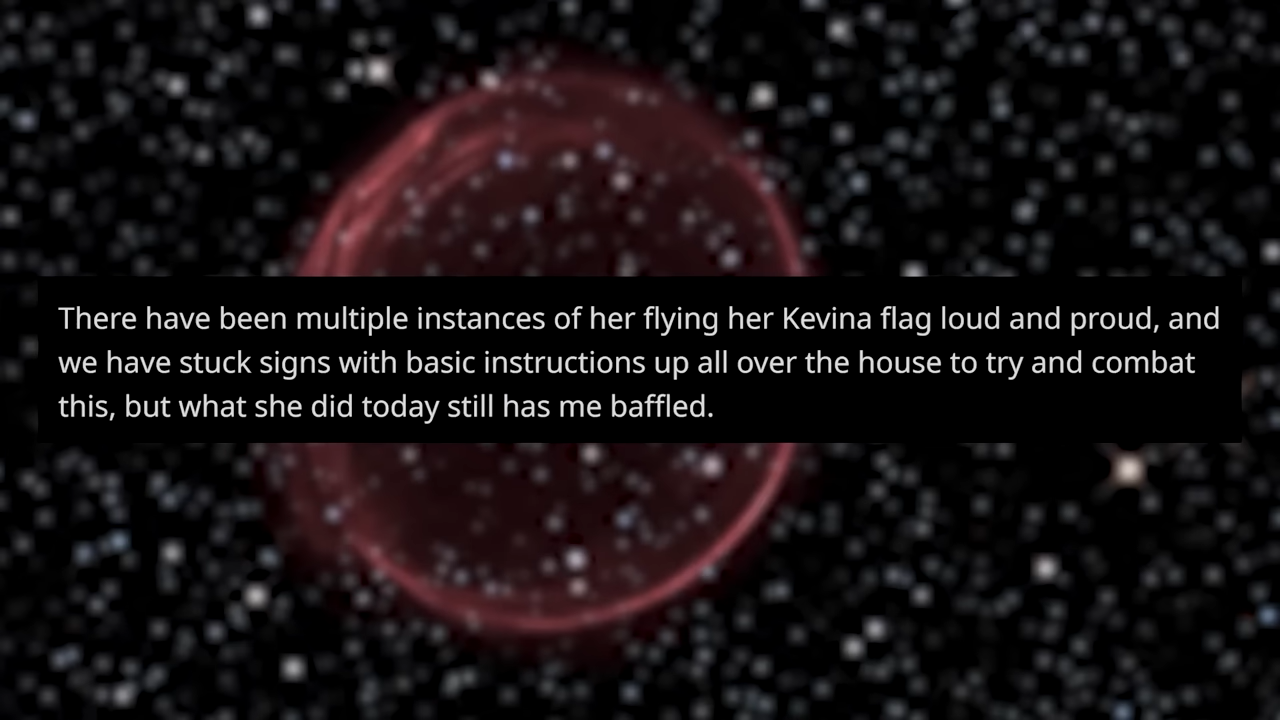 There have been multiple instances of her flying her Kevina flag loud and proud, and
we have stuck signs with basic instructions up all over the house to try and combat
this, but what she did today still has me baffled.